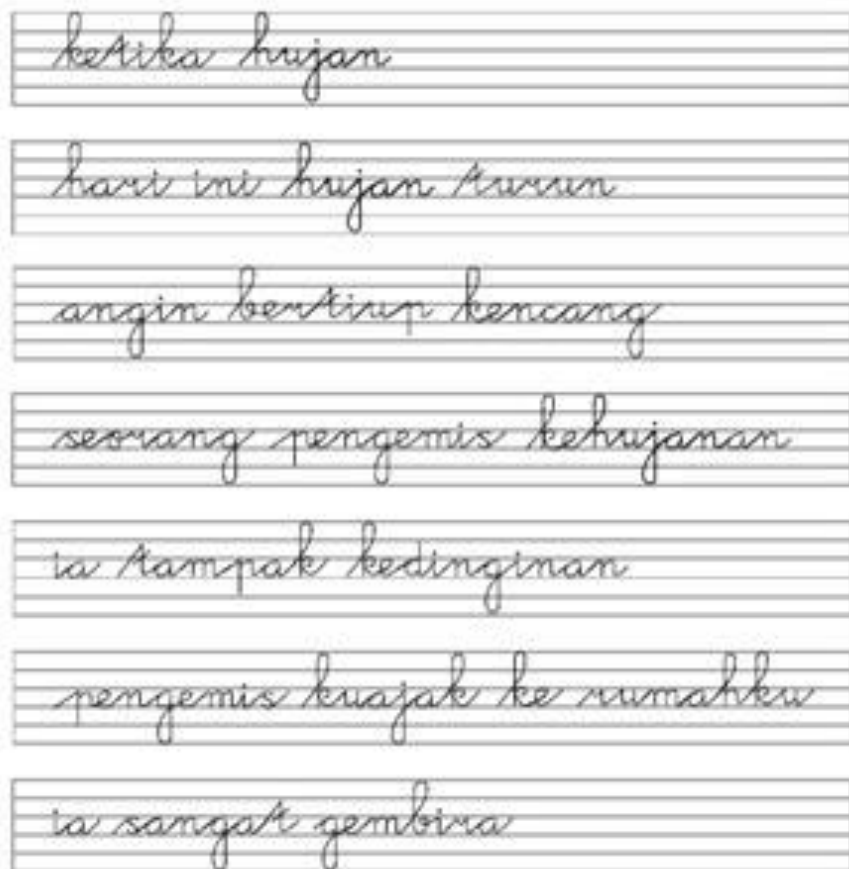 ketika hujan
hari ini hujan turun
angin bertiup kencang
seorang pengemis kehujanan
ia tampak kedinginan
pengemis kuajak ke rumahku
ia sangat gembira